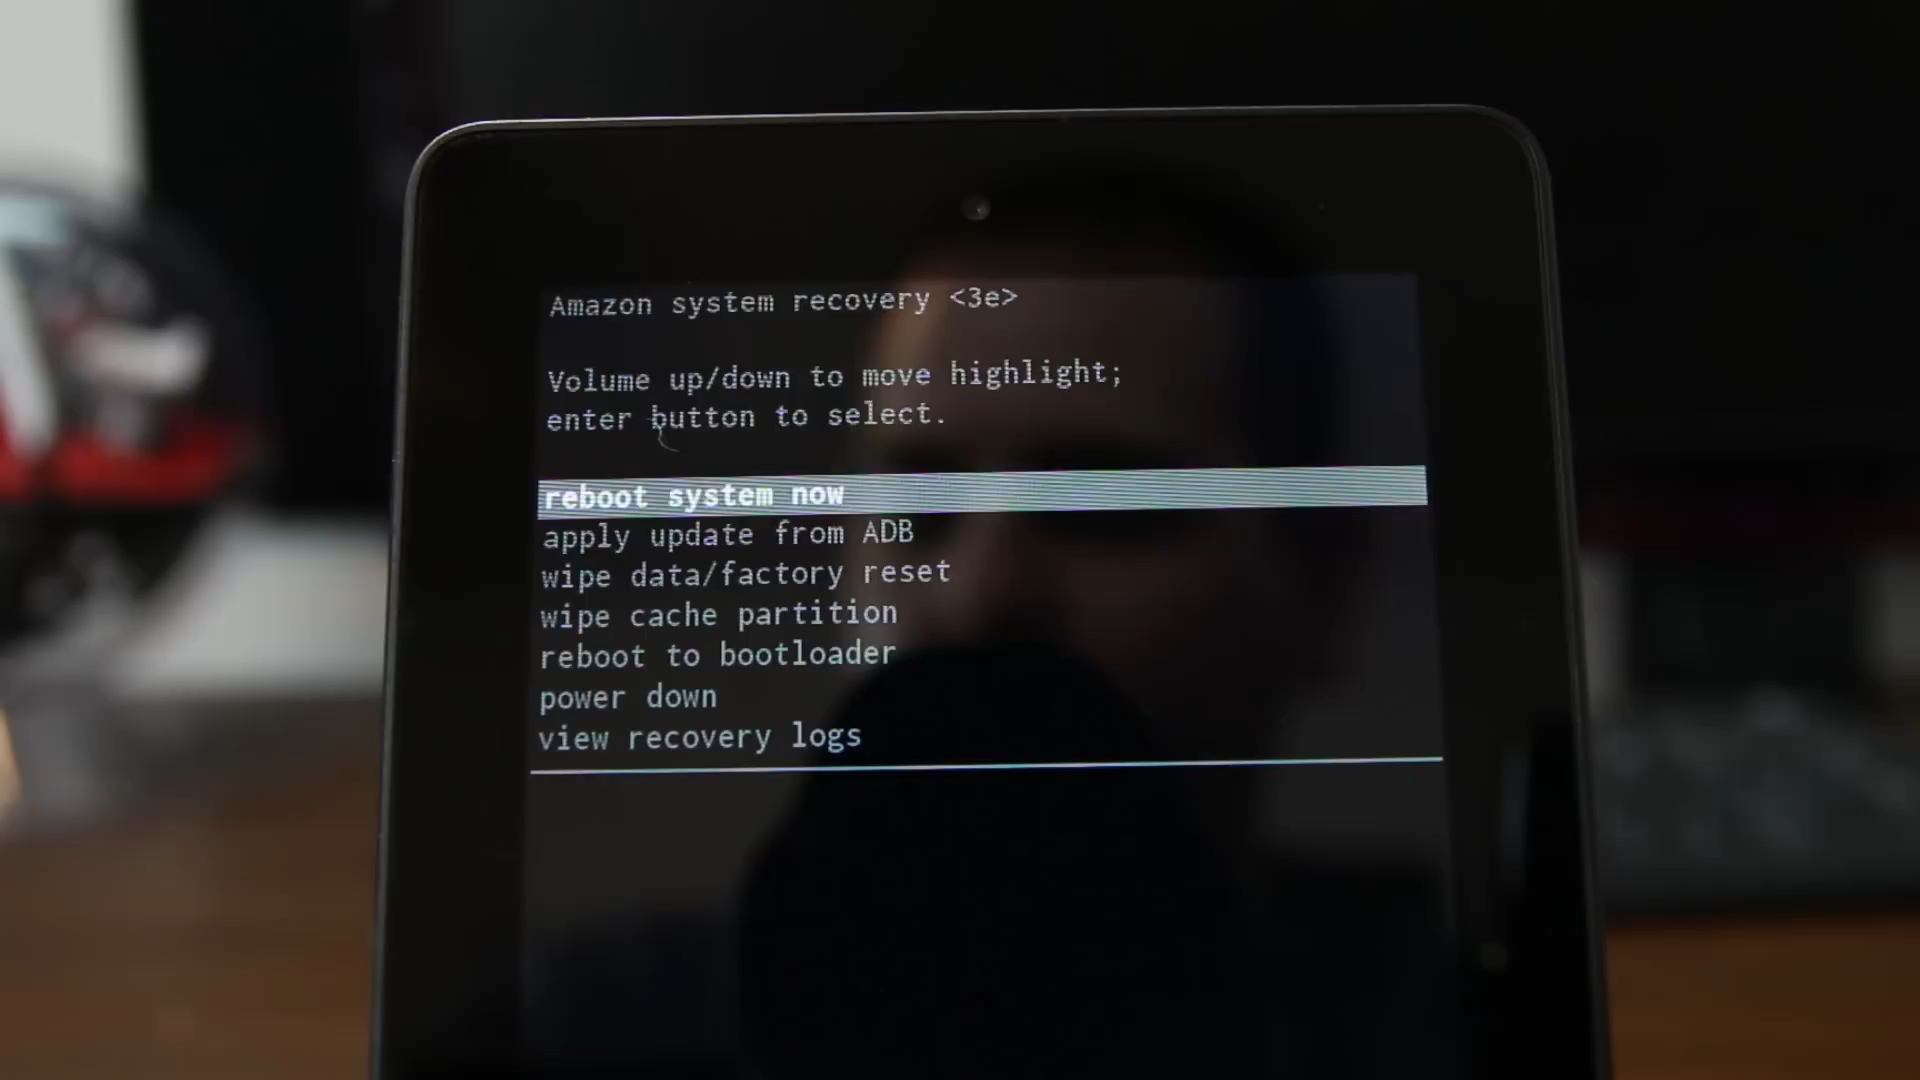 Amazon system recovery <3e>
Volume up/down to move highlight;
enter button to select.
reboot system now
apply update from ADB
wipe data/factory reset
wipe cache partition
reboot to bootloader
power down
view recovery logs